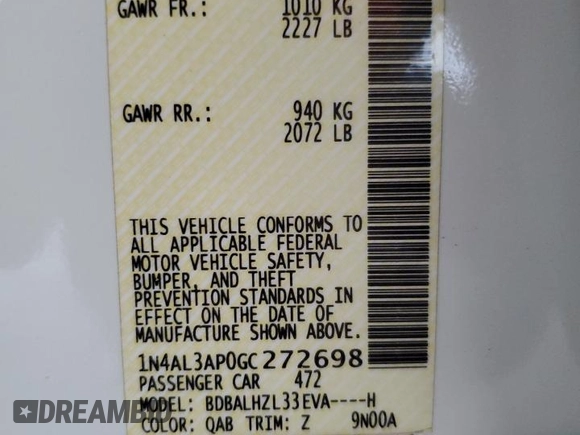 GAWR FR.: 1010 KG
2227 LB
GAWR RR.: 940 KG
2072 LB
THIS VEHICLE CONFORMS TO
ALL APPLICABLE FEDERAL
MOTOR VEHICLE SAFETY,
BUMPER, AND THEFT
PREVENTION STANDARDS IN
EFFECT ON THE DATE OF
MANUFACTURE SHOWN ABOVE.
1N4AL3AP0GC272698
PASSENGER CAR 472
MODEL: BDBALHZL33EVA----H
COLOR: QAB TRIM: Z 9N00A
DREAMBID